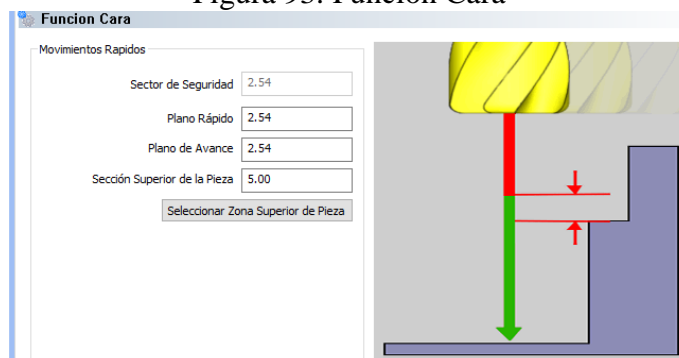 Figura 93. Funcion Cara
Funcion Cara
Movimientos Rapidos
Sector de Seguridad 2.54
Plano Rápido 2.54
Plano de Avance 2.54
Sección Superior de la Pieza 5.00
Seleccionar Zona Superior de Pieza